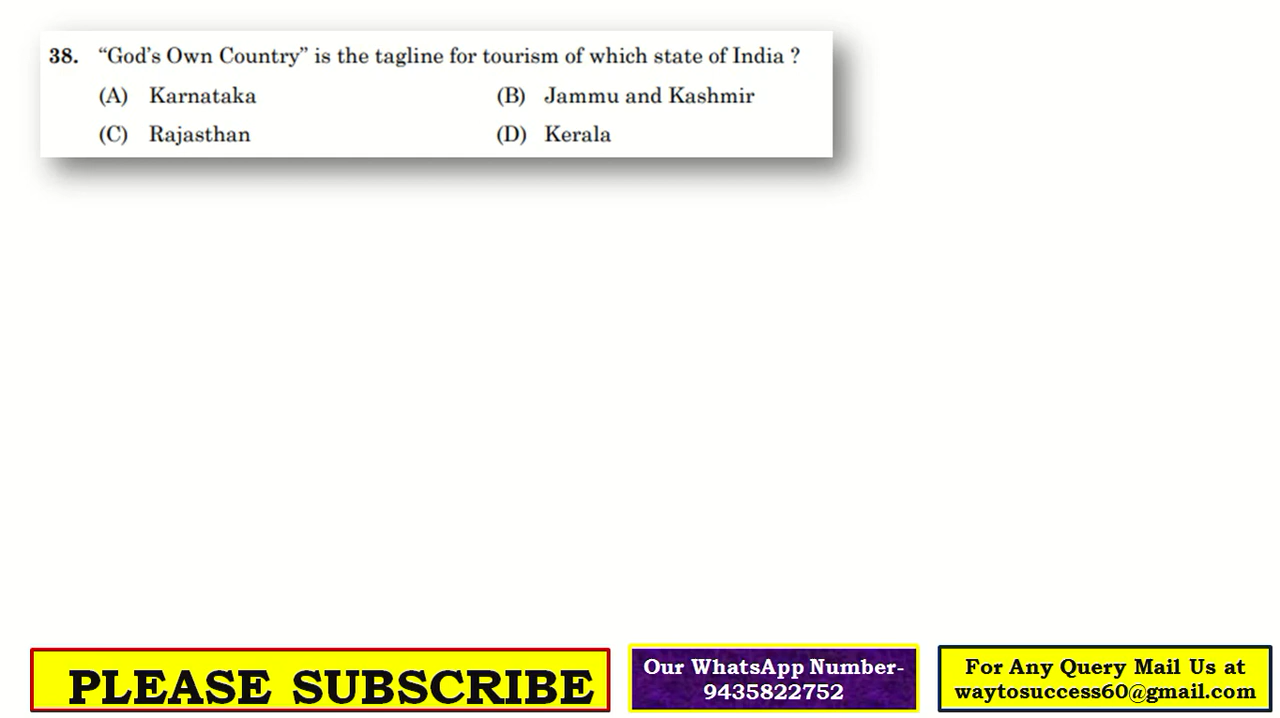 38. “God’s Own Country” is the tagline for tourism of which state of India ?
(A) Karnataka (B) Jammu and Kashmir
(C) Rajasthan (D) Kerala
PLEASE SUBSCRIBE
Our WhatsApp Number-
9435822752
For Any Query Mail Us at
waytosuccess60@gmail.com